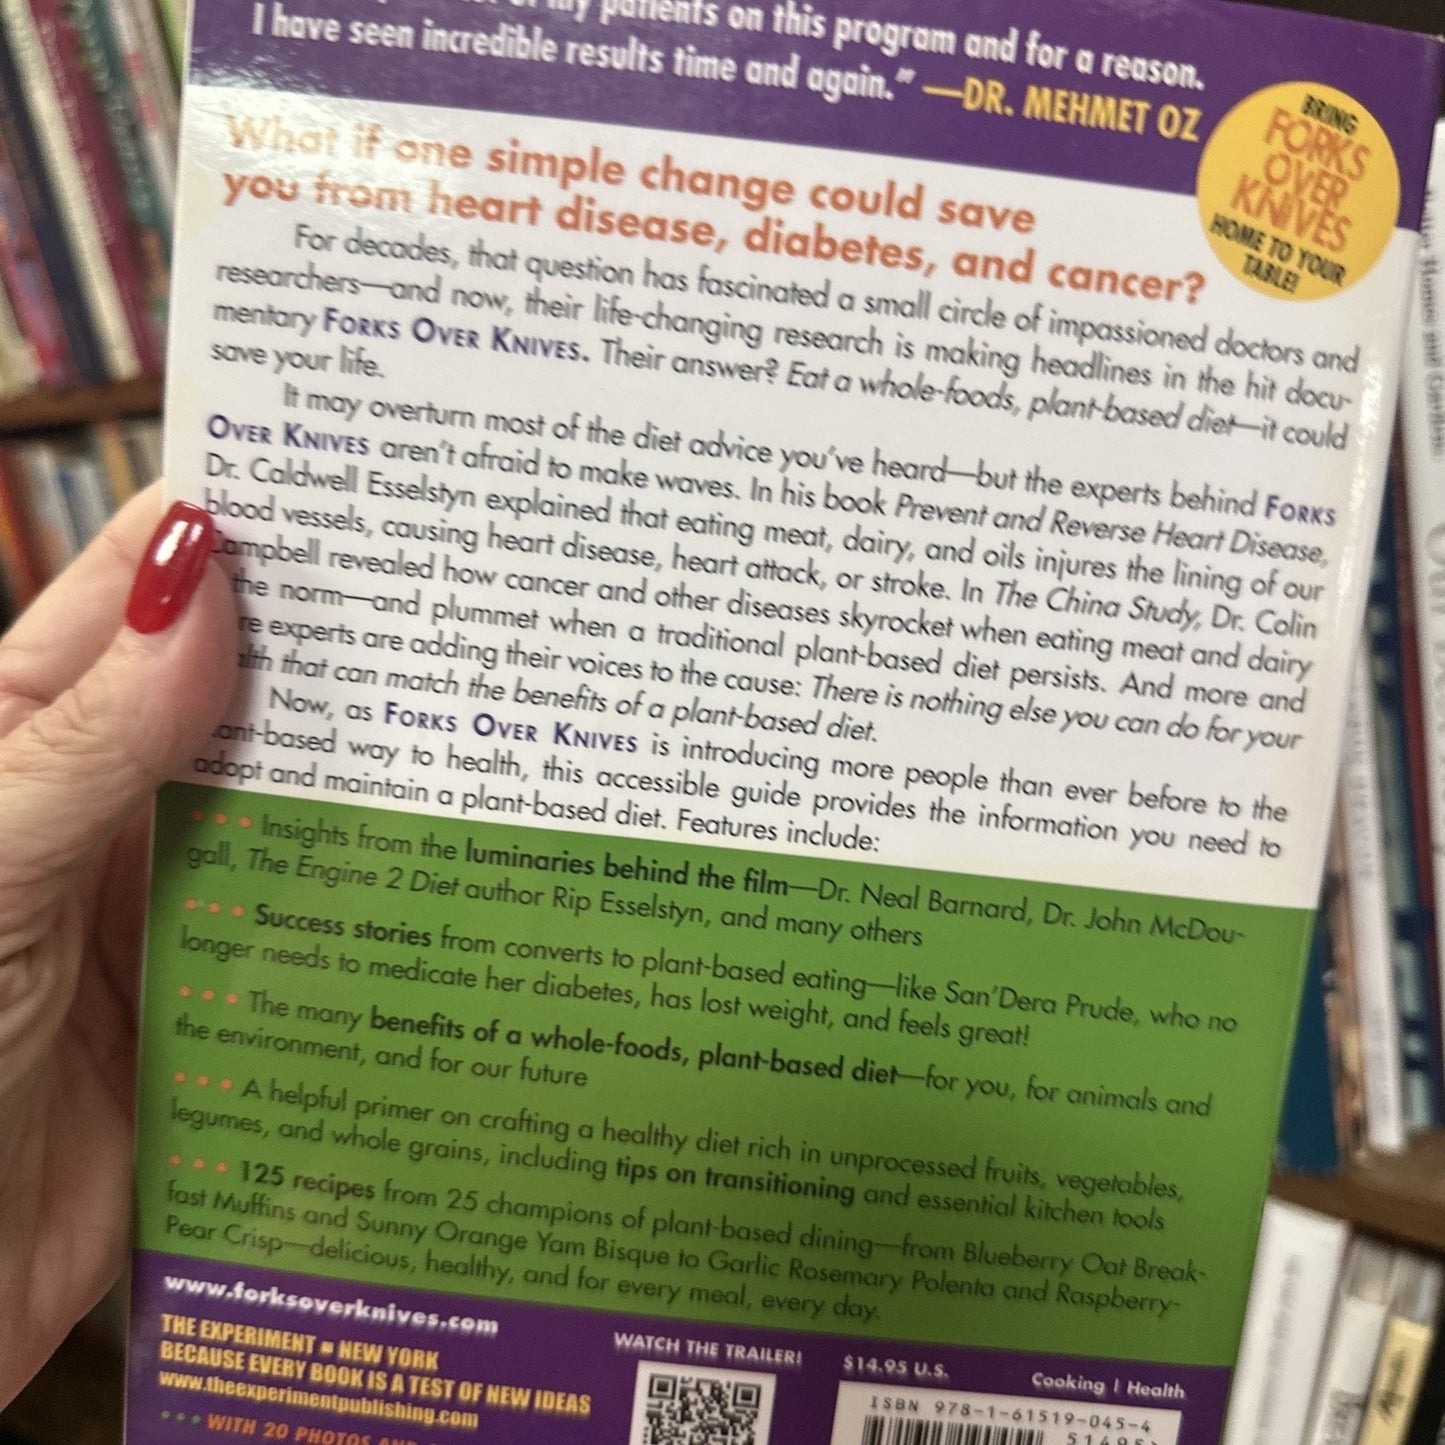 my patients on this program and for a reason.
I have seen incredible results time and again.” —DR. MEHMET OZ
BRING
FORKS
OVER
KNIVES
HOME TO YOUR
TABLE!
What if one simple change could save
you from heart disease, diabetes, and cancer?
For decades, that question has fascinated a small circle of impassioned doctors and
researchers—and now, their life-changing research is making headlines in the hit docu-
mentary FORKS OVER KNIVES. Their answer? Eat a whole-foods, plant-based diet—it could
save your life.
It may overturn most of the diet advice you’ve heard—but the experts behind FORKS
OVER KNIVES aren’t afraid to make waves. In his book Prevent and Reverse Heart Disease,
Dr. Caldwell Esselstyn explained that eating meat, dairy, and oils injures the lining of our
blood vessels, causing heart disease, heart attack, or stroke. In The China Study, Dr. Colin
Campbell revealed how cancer and other diseases skyrocket when eating meat and dairy
the norm—and plummet when a traditional plant-based diet persists. And more and
re experts are adding their voices to the cause: There is nothing else you can do for your
alth that can match the benefits of a plant-based diet.
Now, as FORKS OVER KNIVES is introducing more people than ever before to the
ant-based way to health, this accessible guide provides the information you need to
adopt and maintain a plant-based diet. Features include:
• • • Insights from the luminaries behind the film—Dr. Neal Barnard, Dr. John McDou-
gall, The Engine 2 Diet author Rip Esselstyn, and many others
• • • Success stories from converts to plant-based eating—like San’Dera Prude, who no
longer needs to medicate her diabetes, has lost weight, and feels great!
• • • The many benefits of a whole-foods, plant-based diet—for you, for animals and
the environment, and for our future
• • • A helpful primer on crafting a healthy diet rich in unprocessed fruits, vegetables,
legumes, and whole grains, including tips on transitioning and essential kitchen tools
• • • 125 recipes from 25 champions of plant-based dining—from Blueberry Oat Break-
fast Muffins and Sunny Orange Yam Bisque to Garlic Rosemary Polenta and Raspberry-
Pear Crisp—delicious, healthy, and for every meal, every day.
www.forksoverknives.com
THE EXPERIMENT NEW YORK
BECAUSE EVERY BOOK IS A TEST OF NEW IDEAS
www.theexperimentpublishing.com
• • • WITH 20 PHOTOS
WATCH THE TRAILER!
$14.95 U.S.
Cooking | Health
ISBN 978-1-61519-045-4